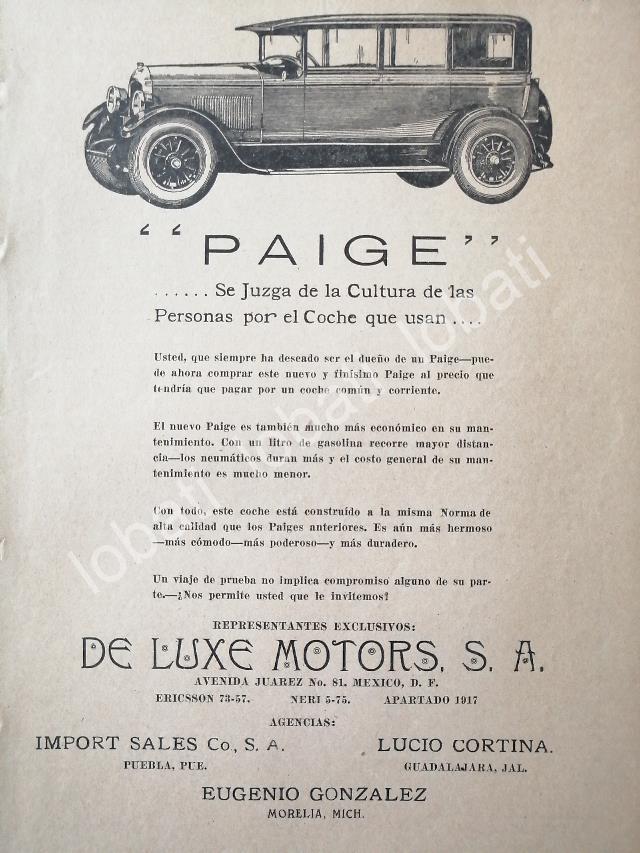 "PAIGE"
...... Se Juzga de la Cultura de las
Personas por el Coche que usan ....
Usted, que siempre ha deseado ser el dueño de un Paige—pue-
de ahora comprar este nuevo y finísimo Paige al precio que
tendría que pagar por un coche común y corriente.
El nuevo Paige es también mucho más económico en su man-
tenimiento. Con un litro de gasolina recorre mayor distan-
cia—los neumáticos duran más y el costo general de su man-
tenimiento es mucho menor.
Con todo, este coche está construído a la misma Norma de
alta calidad que los Paiges anteriores. Es aún más hermoso
—más cómodo—más poderoso—y más duradero.
Un viaje de prueba no implica compromiso alguno de su par-
te.—¿Nos permite usted que le invitemos?
REPRESENTANTES EXCLUSIVOS:
DE LUXE MOTORS, S. A.
AVENIDA JUAREZ No. 81. MEXICO, D. F.
ERICSSON 73-57. NERI 5-75. APARTADO 1917
AGENCIAS:
IMPORT SALES Co., S. A. LUCIO CORTINA.
PUEBLA, PUE. GUADALAJARA, JAL.
EUGENIO GONZALEZ
MORELIA, MICH.
lobati lobati lobati